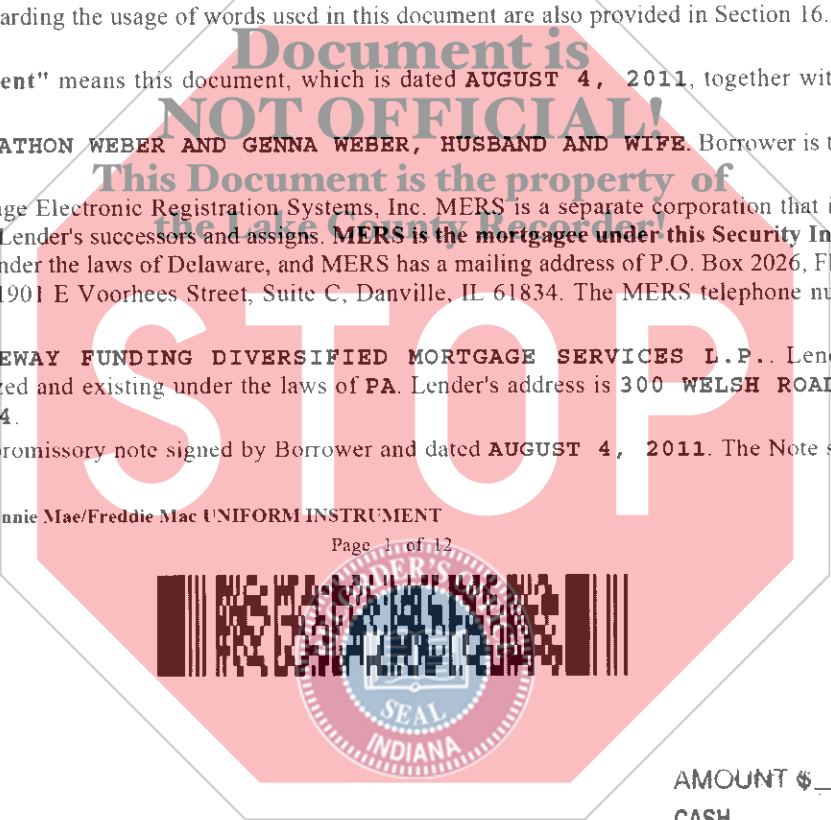 arding the usage of words used in this document are also provided in Section 16.
Document is
ent" means this document, which is dated AUGUST 4, 2011, together wit
NOT OFFICIAL!
ATHON WEBER AND GENNA WEBER, HUSBAND AND WIFE. Borrower is t
This Document is the property of
ge Electronic Registration Systems, Inc. MERS is a separate corporation that i
the Lake County Recorder!
Lender's successors and assigns. MERS is the mortgagee under this Security In
nder the laws of Delaware, and MERS has a mailing address of P.O. Box 2026, Fl
1901 E Voorhees Street, Suite C, Danville, IL 61834. The MERS telephone nu
STOP
EWAY FUNDING DIVERSIFIED MORTGAGE SERVICES L.P.. Lend
zed and existing under the laws of PA. Lender's address is 300 WELSH ROAD
4.
promissory note signed by Borrower and dated AUGUST 4, 2011. The Note s
nnie Mae/Freddie Mac UNIFORM INSTRUMENT
Page 1 of 12
RECORDER'S OFFICE
SEAL
INDIANA
AMOUNT $_
CASH